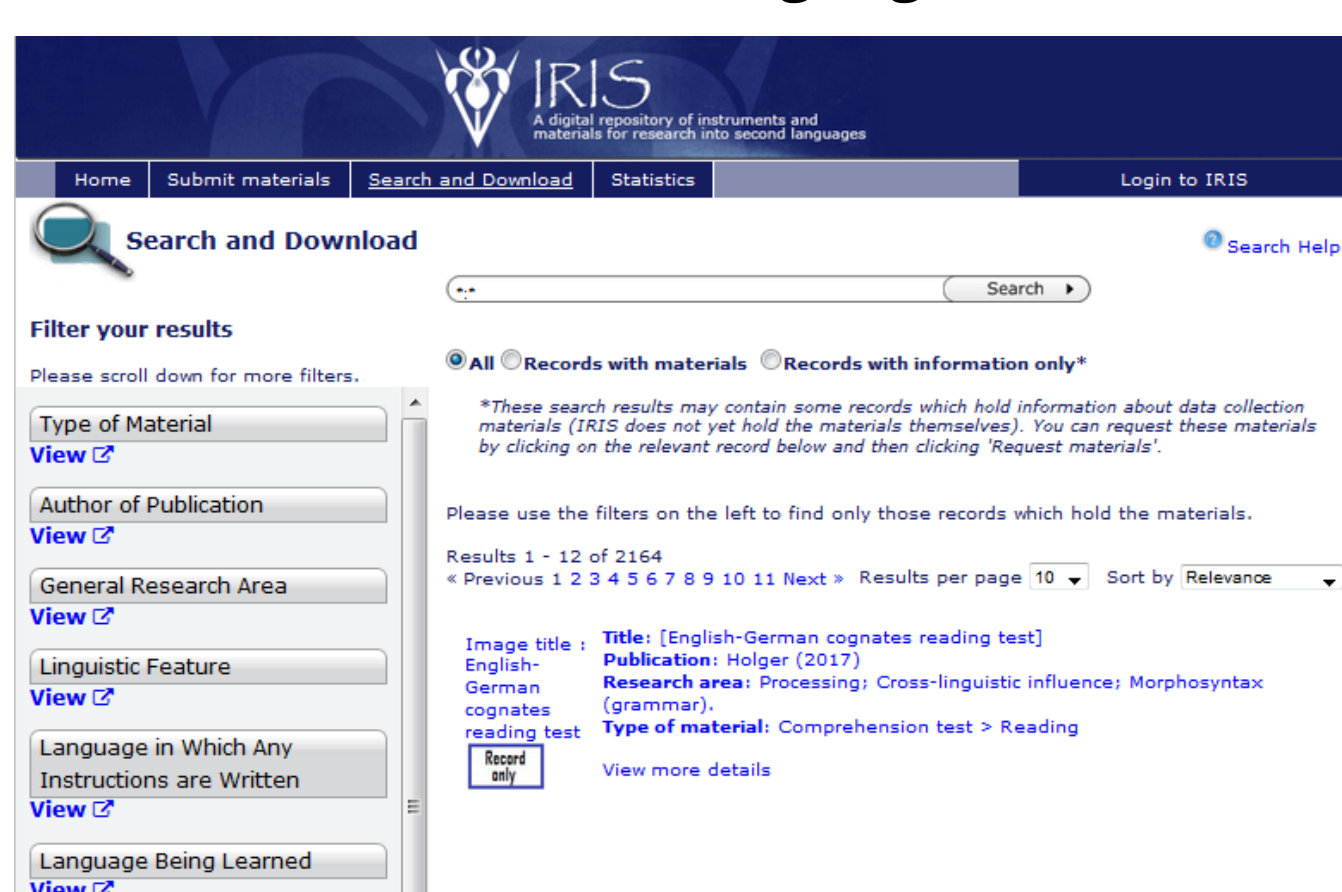 IRIS
A digital repository of instruments and
materials for research into second languages
Home Submit materials Search and Download Statistics Login to IRIS
Search and Download
Search Help
*:* Search
Filter your results
Please scroll down for more filters.
Type of Material
View
Author of Publication
View
General Research Area
View
Linguistic Feature
View
Language in Which Any
Instructions are Written
View
Language Being Learned
View
All Records with materials Records with information only*
*These search results may contain some records which hold information about data collection
materials (IRIS does not yet hold the materials themselves). You can request these materials
by clicking on the relevant record below and then clicking 'Request materials'.
Please use the filters on the left to find only those records which hold the materials.
Results 1 - 12 of 2164
« Previous 1 2 3 4 5 6 7 8 9 10 11 Next » Results per page 10 Sort by Relevance
Image title :
English-
German
cognates
reading test
Record
only
Title: [English-German cognates reading test]
Publication: Holger (2017)
Research area: Processing; Cross-linguistic influence; Morphosyntax
(grammar).
Type of material: Comprehension test > Reading
View more details